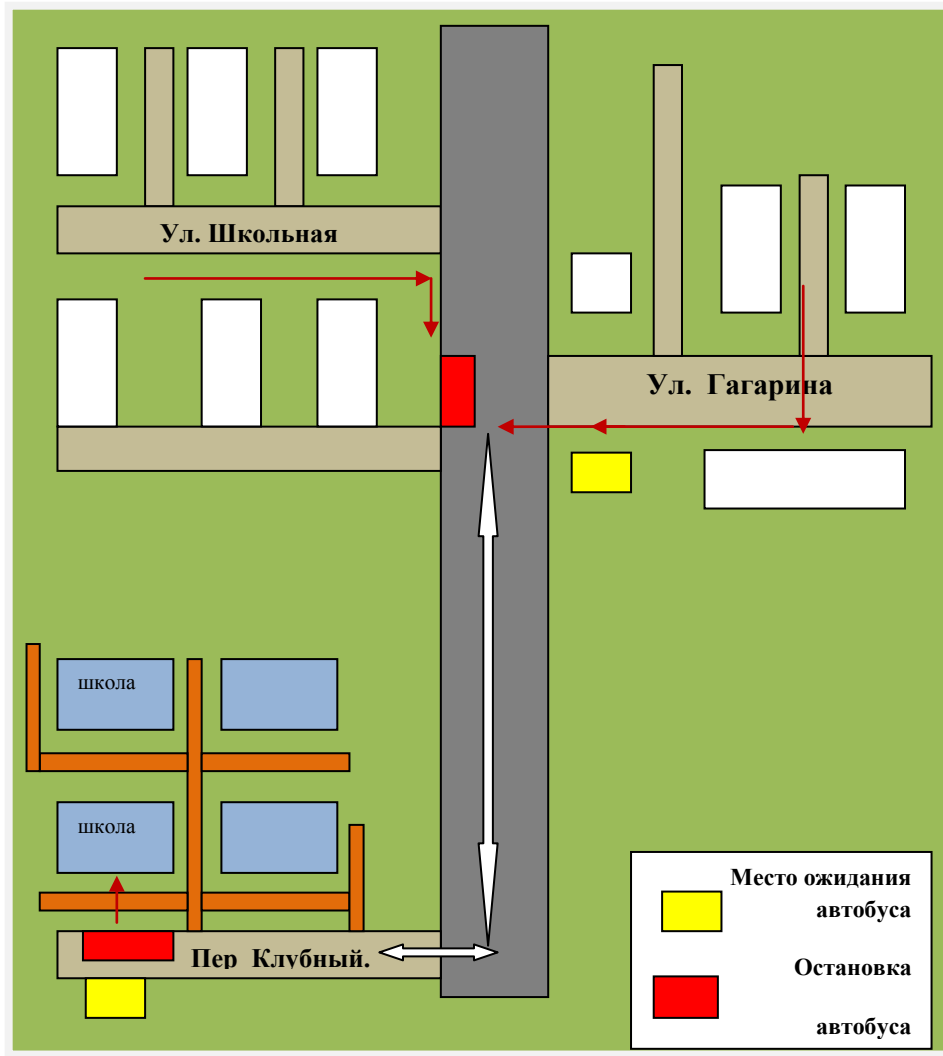 Ул. Школьная
Ул.  Гагарина
школа
школа
Пер  Клубный.
Место ожидания
автобуса
Остановка
автобуса